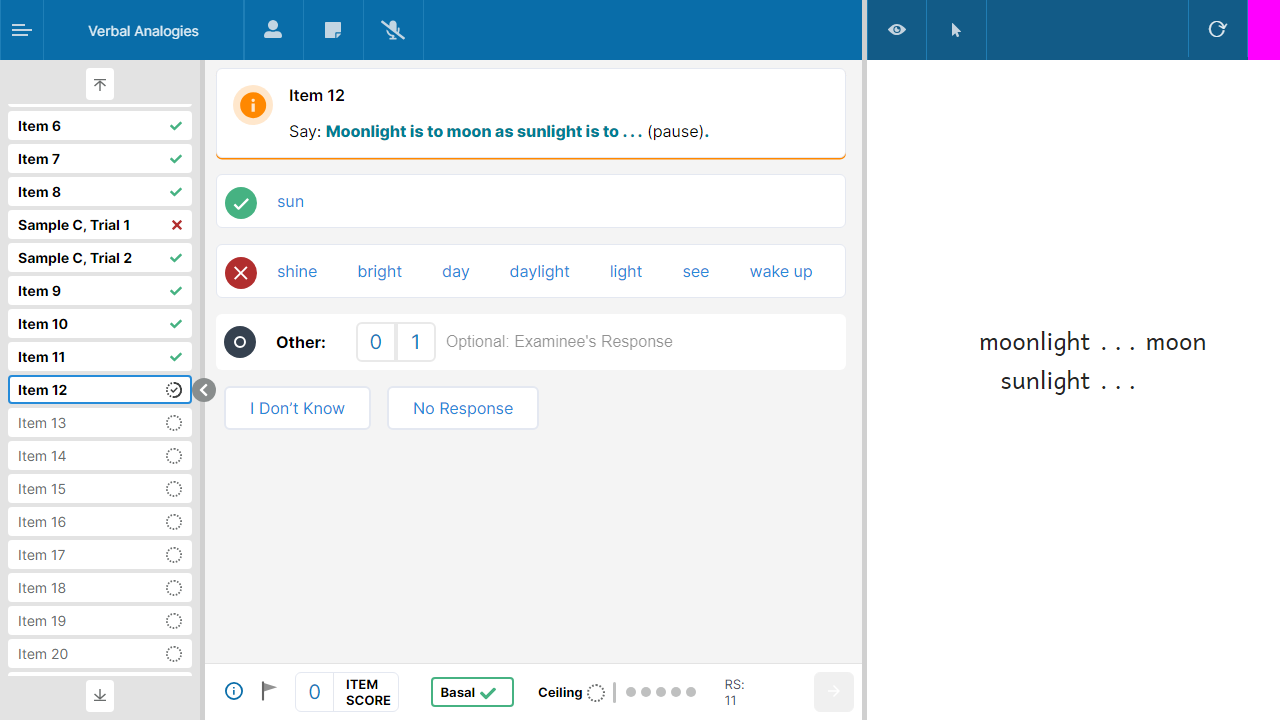 Verbal Analogies
Item 6
Item 7
Item 8
Sample C, Trial 1
Sample C, Trial 2
Item 9
Item 10
Item 11
Item 12
Item 13
Item 14
Item 15
Item 16
Item 17
Item 18
Item 19
Item 20
Item 12
Say: Moonlight is to moon as sunlight is to . . . (pause).
sun
shine bright day daylight light see wake up
Other: 0 1 Optional: Examinee's Response
I Don't Know No Response
0 ITEM SCORE Basal Ceiling RS: 11
moonlight . . . moon
sunlight . . .